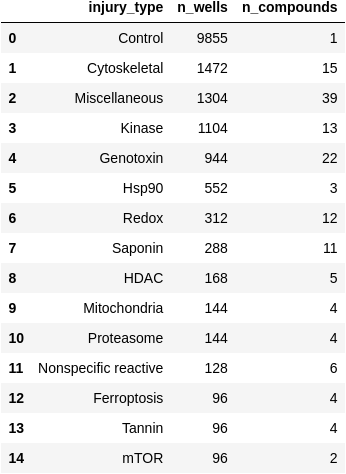 injury_type n_wells n_compounds
0 Control 9855 1
1 Cytoskeletal 1472 15
2 Miscellaneous 1304 39
3 Kinase 1104 13
4 Genotoxin 944 22
5 Hsp90 552 3
6 Redox 312 12
7 Saponin 288 11
8 HDAC 168 5
9 Mitochondria 144 4
10 Proteasome 144 4
11 Nonspecific reactive 128 6
12 Ferroptosis 96 4
13 Tannin 96 4
14 mTOR 96 2